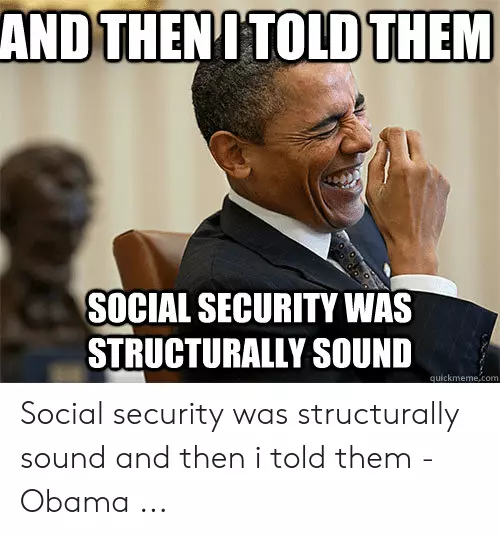 AND THEN I TOLD THEM
SOCIAL SECURITY WAS
STRUCTURALLY SOUND
quickmeme.com
Social security was structurally
sound and then i told them -
Obama ...